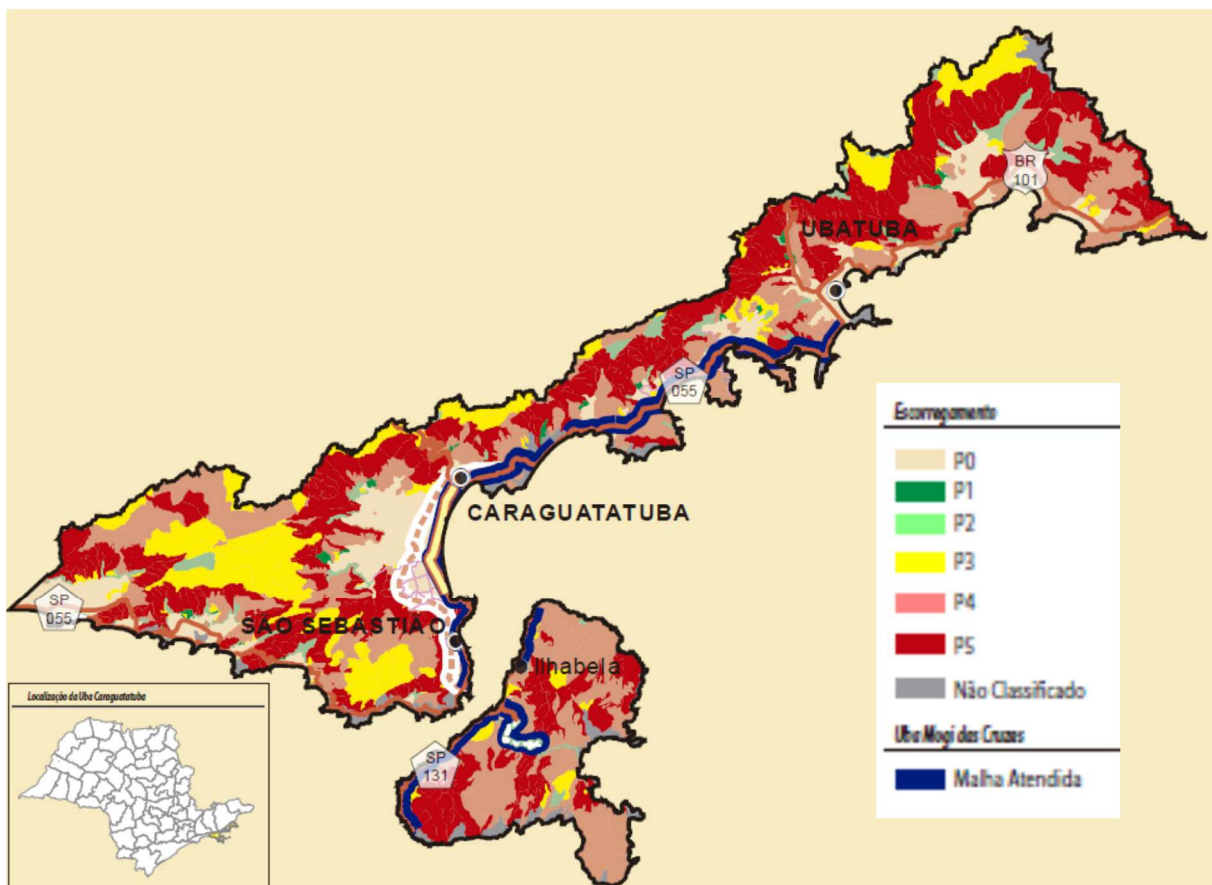 BR
101
UBATUBA
SP
055
CARAGUATATUBA
SP
055
SÃO SEBASTIÃO
Ilhabela
SP
131
Escorregamento
P0
P1
P2
P3
P4
P5
Não Classificado
Uba Mogi das Cruzes
Malha Atendida
Localização da Uba Caraguatatuba